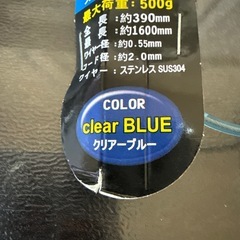 最大荷重:500g
全長:約390mm
金長:約1600mm
ワイヤー径:約0.55mm
コード径:約2.0mm
ワイヤー:ステンレス SUS304
COLOR
clear BLUE
クリアーブルー